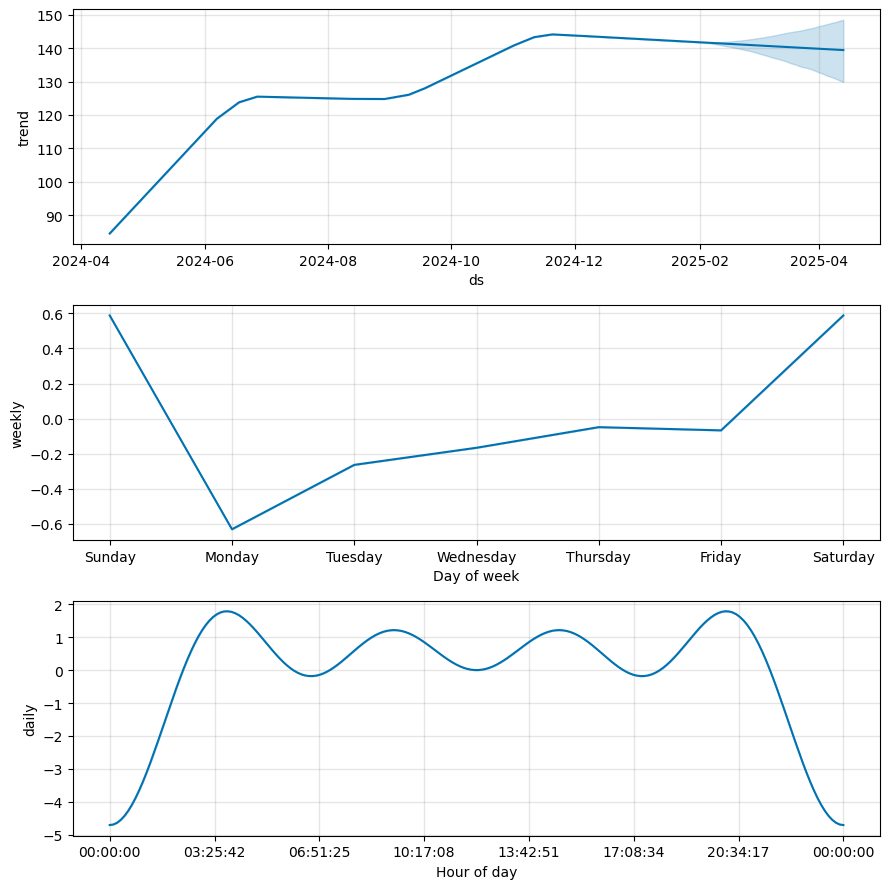 150
140
130
120
110
100
90
trend
2024-04 2024-06 2024-08 2024-10 2024-12 2025-02 2025-04
ds
0.6
0.4
0.2
0.0
−0.2
−0.4
−0.6
weekly
Sunday Monday Tuesday Wednesday Thursday Friday Saturday
Day of week
2
1
0
−1
−2
−3
−4
−5
daily
00:00:00 03:25:42 06:51:25 10:17:08 13:42:51 17:08:34 20:34:17 00:00:00
Hour of day